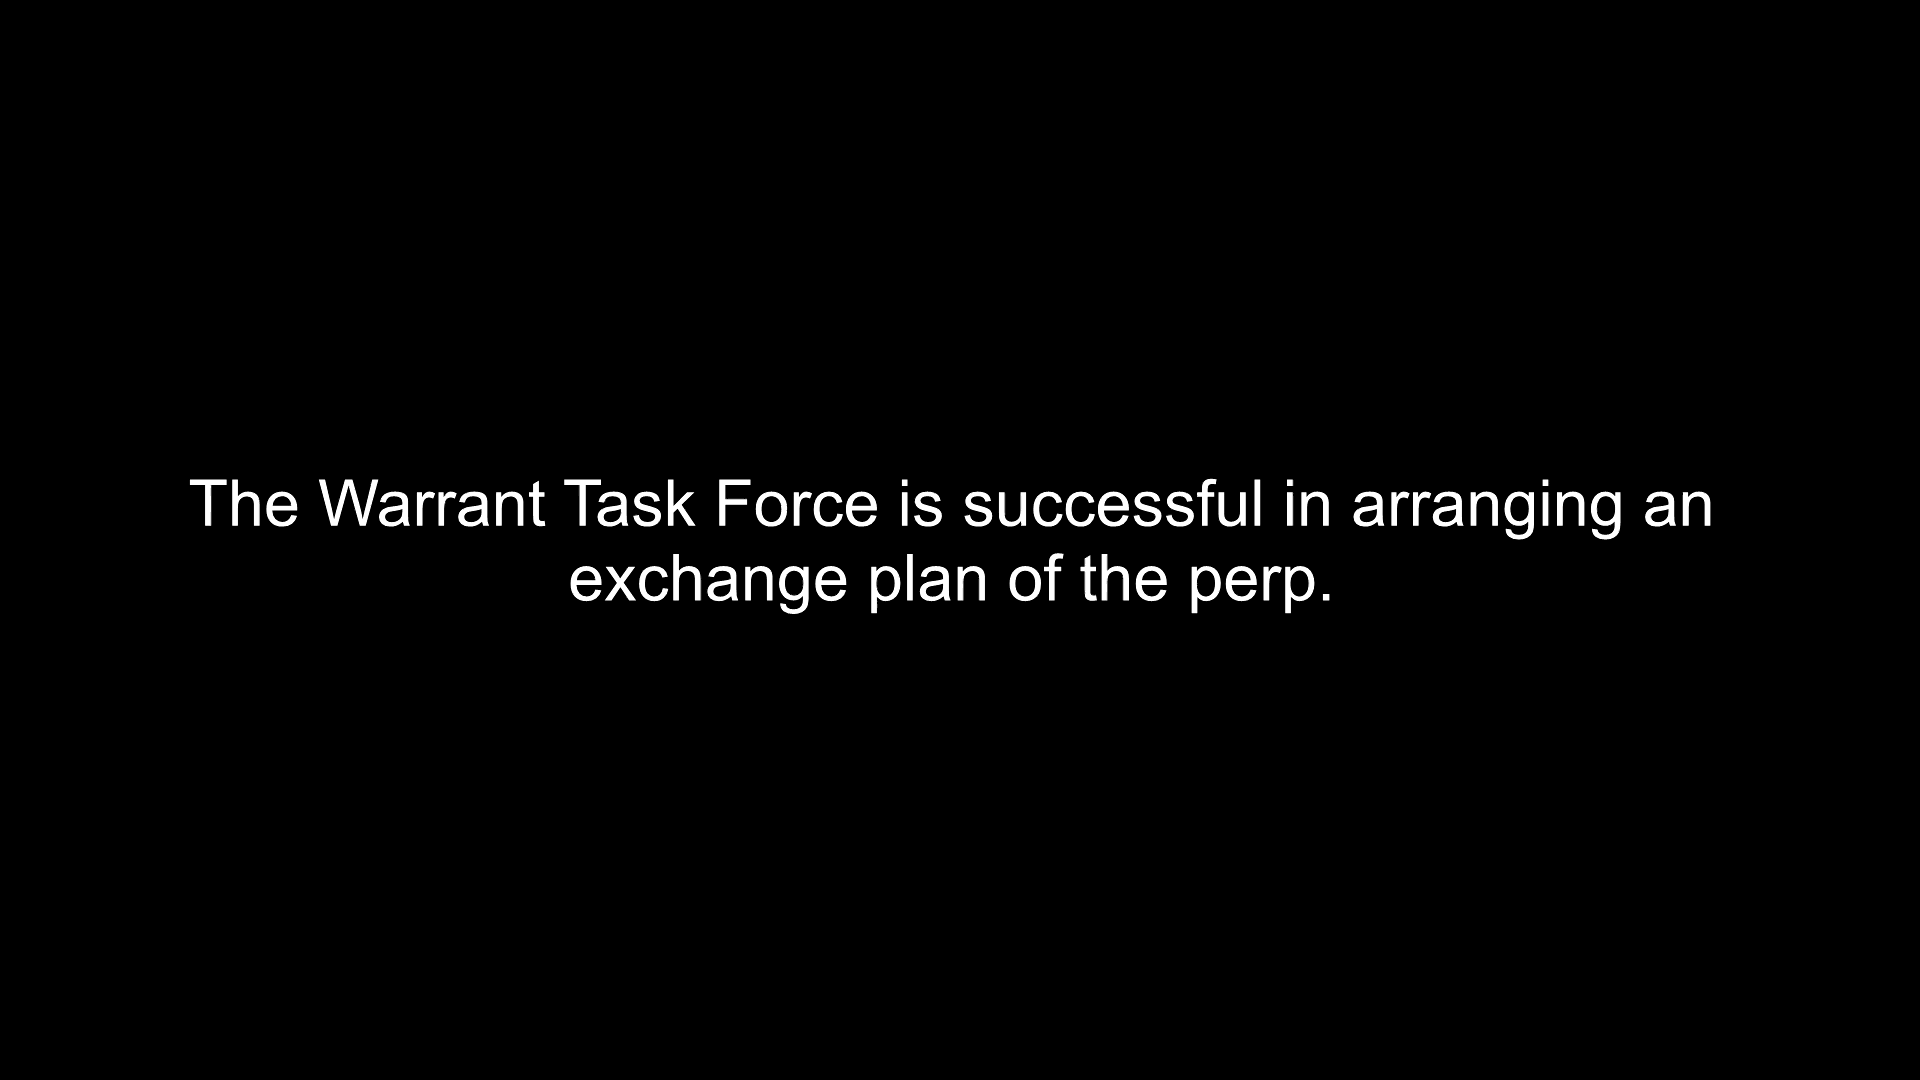 The Warrant Task Force is successful in arranging an
exchange plan of the perp.